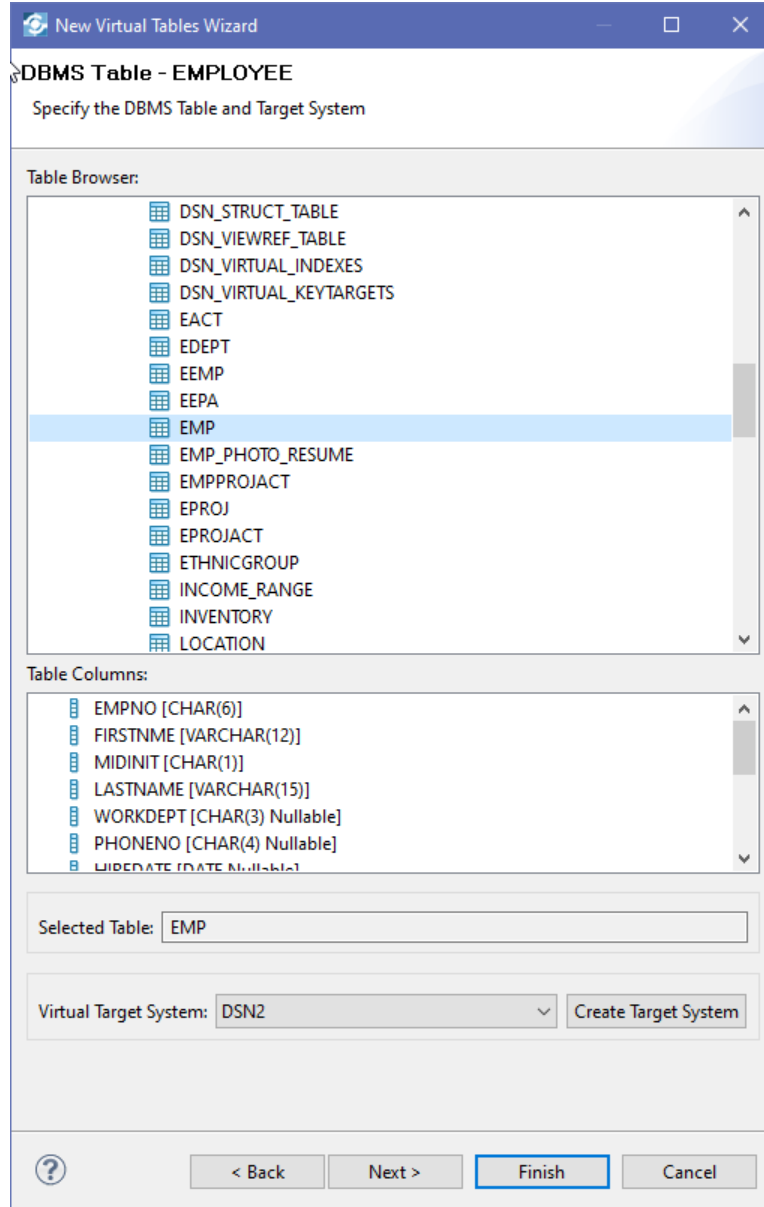 New Virtual Tables Wizard
DBMS Table - EMPLOYEE
Specify the DBMS Table and Target System
Table Browser:
DSN_STRUCT_TABLE
DSN_VIEWREF_TABLE
DSN_VIRTUAL_INDEXES
DSN_VIRTUAL_KEYTARGETS
EACT
EDEPT
EEMP
EEPA
EMP
EMP_PHOTO_RESUME
EMPPROJACT
EPROJ
EPROJACT
ETHNICGROUP
INCOME_RANGE
INVENTORY
LOCATION
Table Columns:
EMPNO [CHAR(6)]
FIRSTNME [VARCHAR(12)]
MIDINIT [CHAR(1)]
LASTNAME [VARCHAR(15)]
WORKDEPT [CHAR(3) Nullable]
PHONENO [CHAR(4) Nullable]
HIREDATE [DATE Nullable]
Selected Table: EMP
Virtual Target System: DSN2 Create Target System
? < Back Next > Finish Cancel